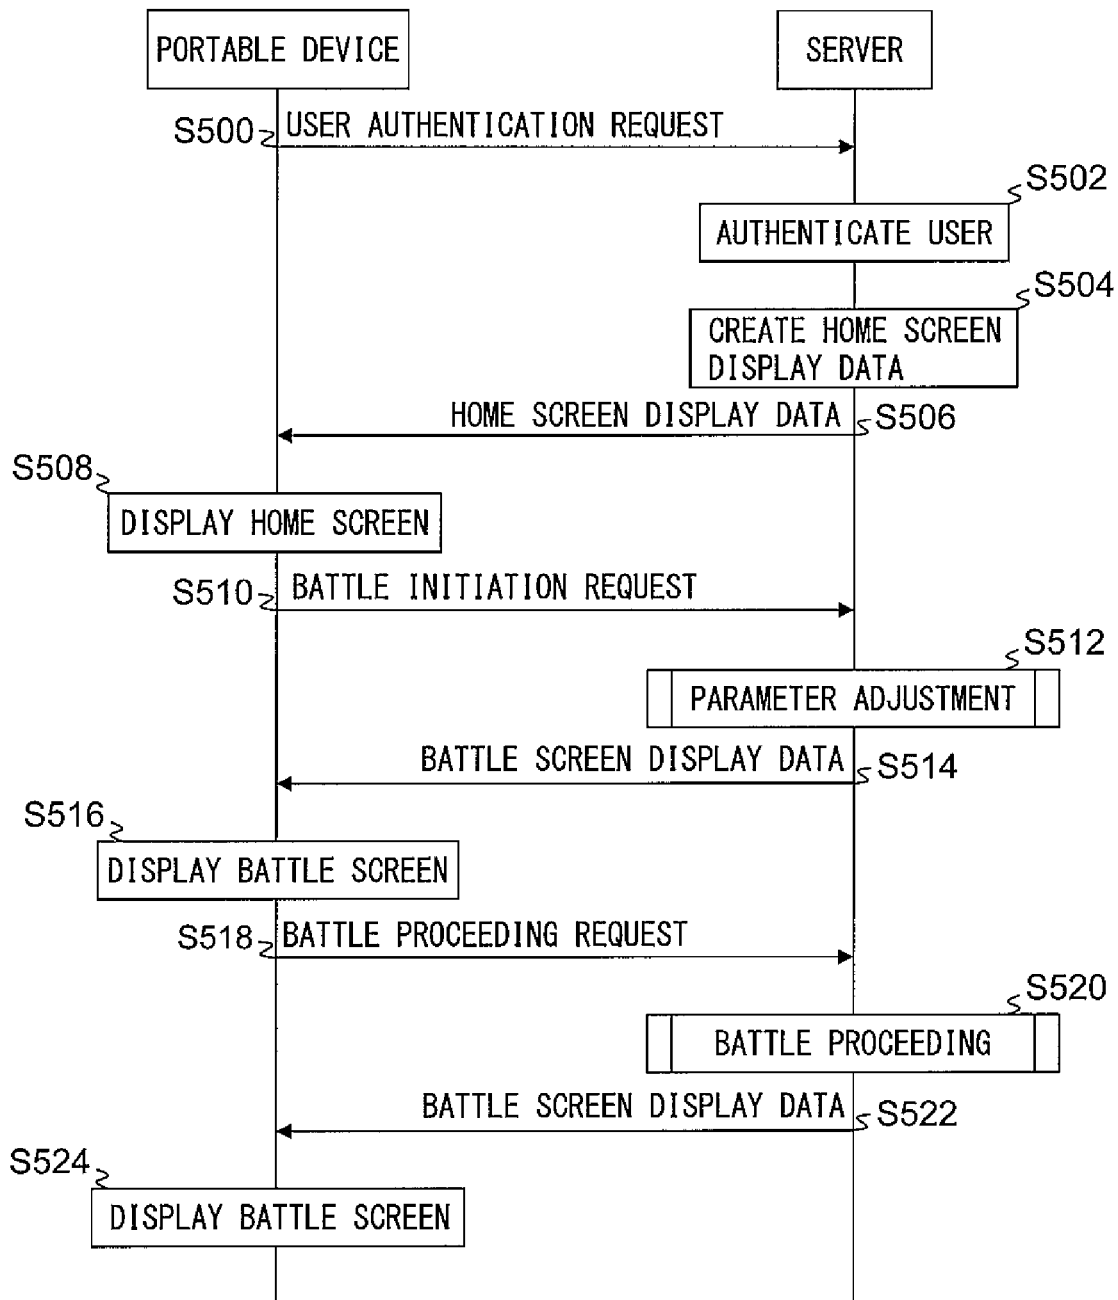 PORTABLE DEVICE
SERVER
S500
USER AUTHENTICATION REQUEST
S502
AUTHENTICATE USER
S504
CREATE HOME SCREEN
DISPLAY DATA
HOME SCREEN DISPLAY DATA
S506
S508
DISPLAY HOME SCREEN
S510
BATTLE INITIATION REQUEST
S512
PARAMETER ADJUSTMENT
BATTLE SCREEN DISPLAY DATA
S514
S516
DISPLAY BATTLE SCREEN
S518
BATTLE PROCEEDING REQUEST
S520
BATTLE PROCEEDING
BATTLE SCREEN DISPLAY DATA
S522
S524
DISPLAY BATTLE SCREEN